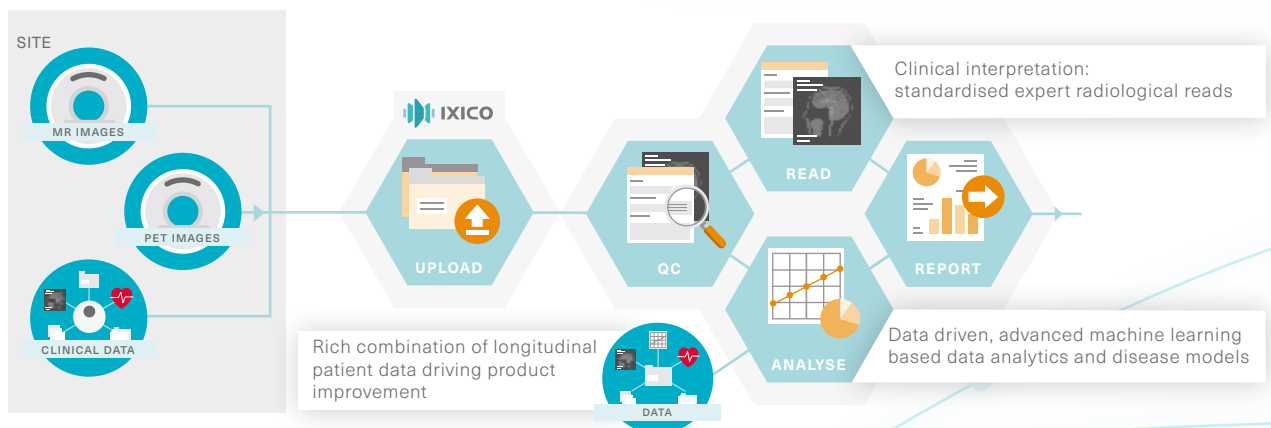 SITE
MR IMAGES
PET IMAGES
CLINICAL DATA
IXICO
UPLOAD
QC
READ
Clinical interpretation:
standardised expert radiological reads
REPORT
ANALYSE
Data driven, advanced machine learning
based data analytics and disease models
Rich combination of longitudinal
patient data driving product
improvement
DATA